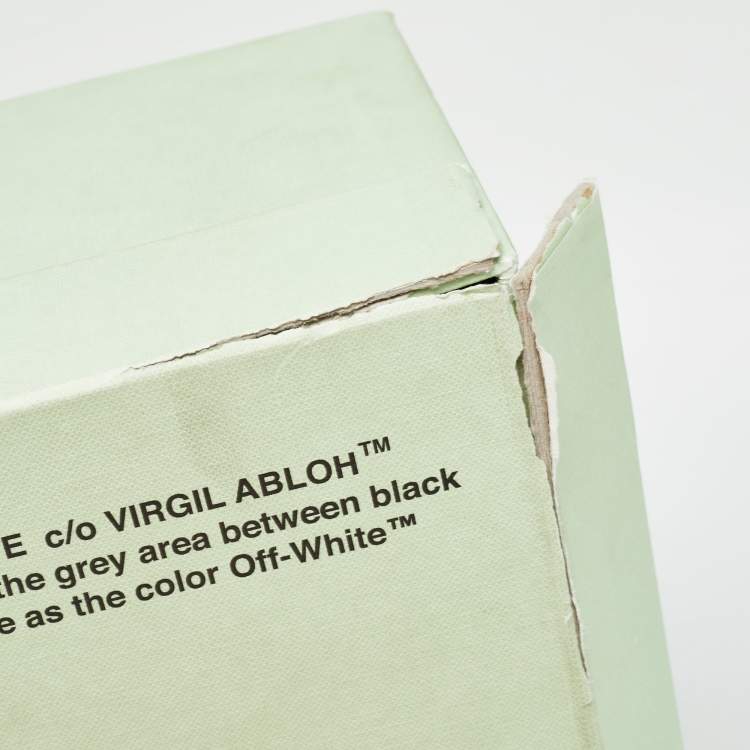 E c/o VIRGIL ABLOH™
the grey area between black
e as the color Off-White™